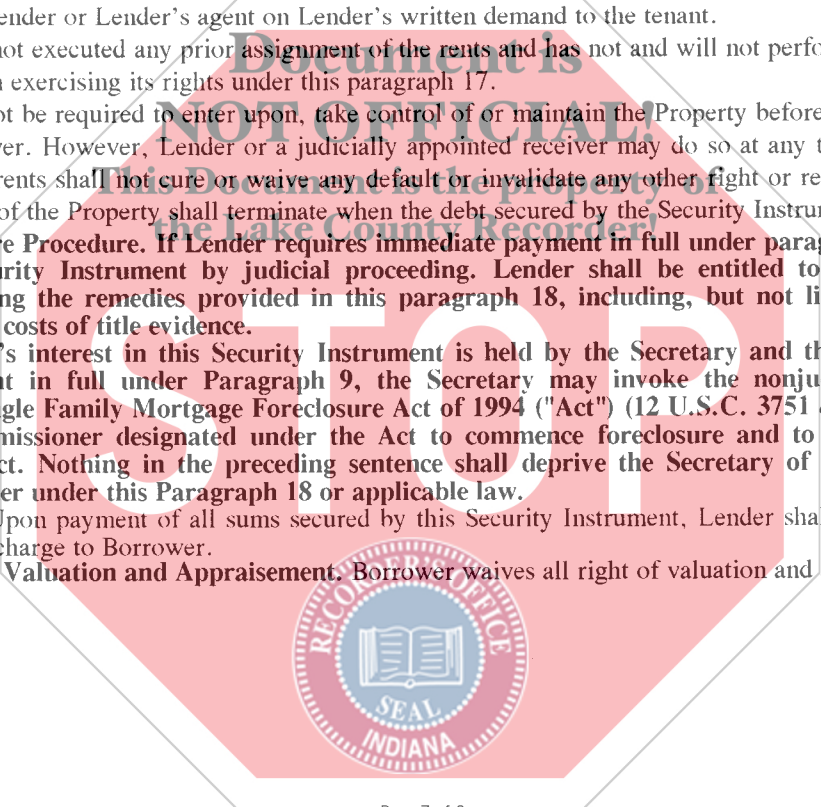 ender or Lender's agent on Lender's written demand to the tenant.
not executed any prior assignment of the rents and has not and will not perfo
exercising its rights under this paragraph 17.
ot be required to enter upon, take control of or maintain the Property before
er. However, Lender or a judicially appointed receiver may do so at any t
rents shall not cure or waive any default or invalidate any other right or re
of the Property shall terminate when the debt secured by the Security Instru
re Procedure. If Lender requires immediate payment in full under parag
urity Instrument by judicial proceeding. Lender shall be entitled to
ng the remedies provided in this paragraph 18, including, but not li
costs of title evidence.
's interest in this Security Instrument is held by the Secretary and th
nt in full under Paragraph 9, the Secretary may invoke the nonju
gle Family Mortgage Foreclosure Act of 1994 ("Act") (12 U.S.C. 3751
missioner designated under the Act to commence foreclosure and to
ct. Nothing in the preceding sentence shall deprive the Secretary of
er under this Paragraph 18 or applicable law.
Upon payment of all sums secured by this Security Instrument, Lender shal
charge to Borrower.
Valuation and Appraisement. Borrower waives all right of valuation and
Document is
NOT OFFICIAL!
This Document is the property of
the Lake County Recorder!
STOP
RECORDER'S OFFICE
SEAL
INDIANA